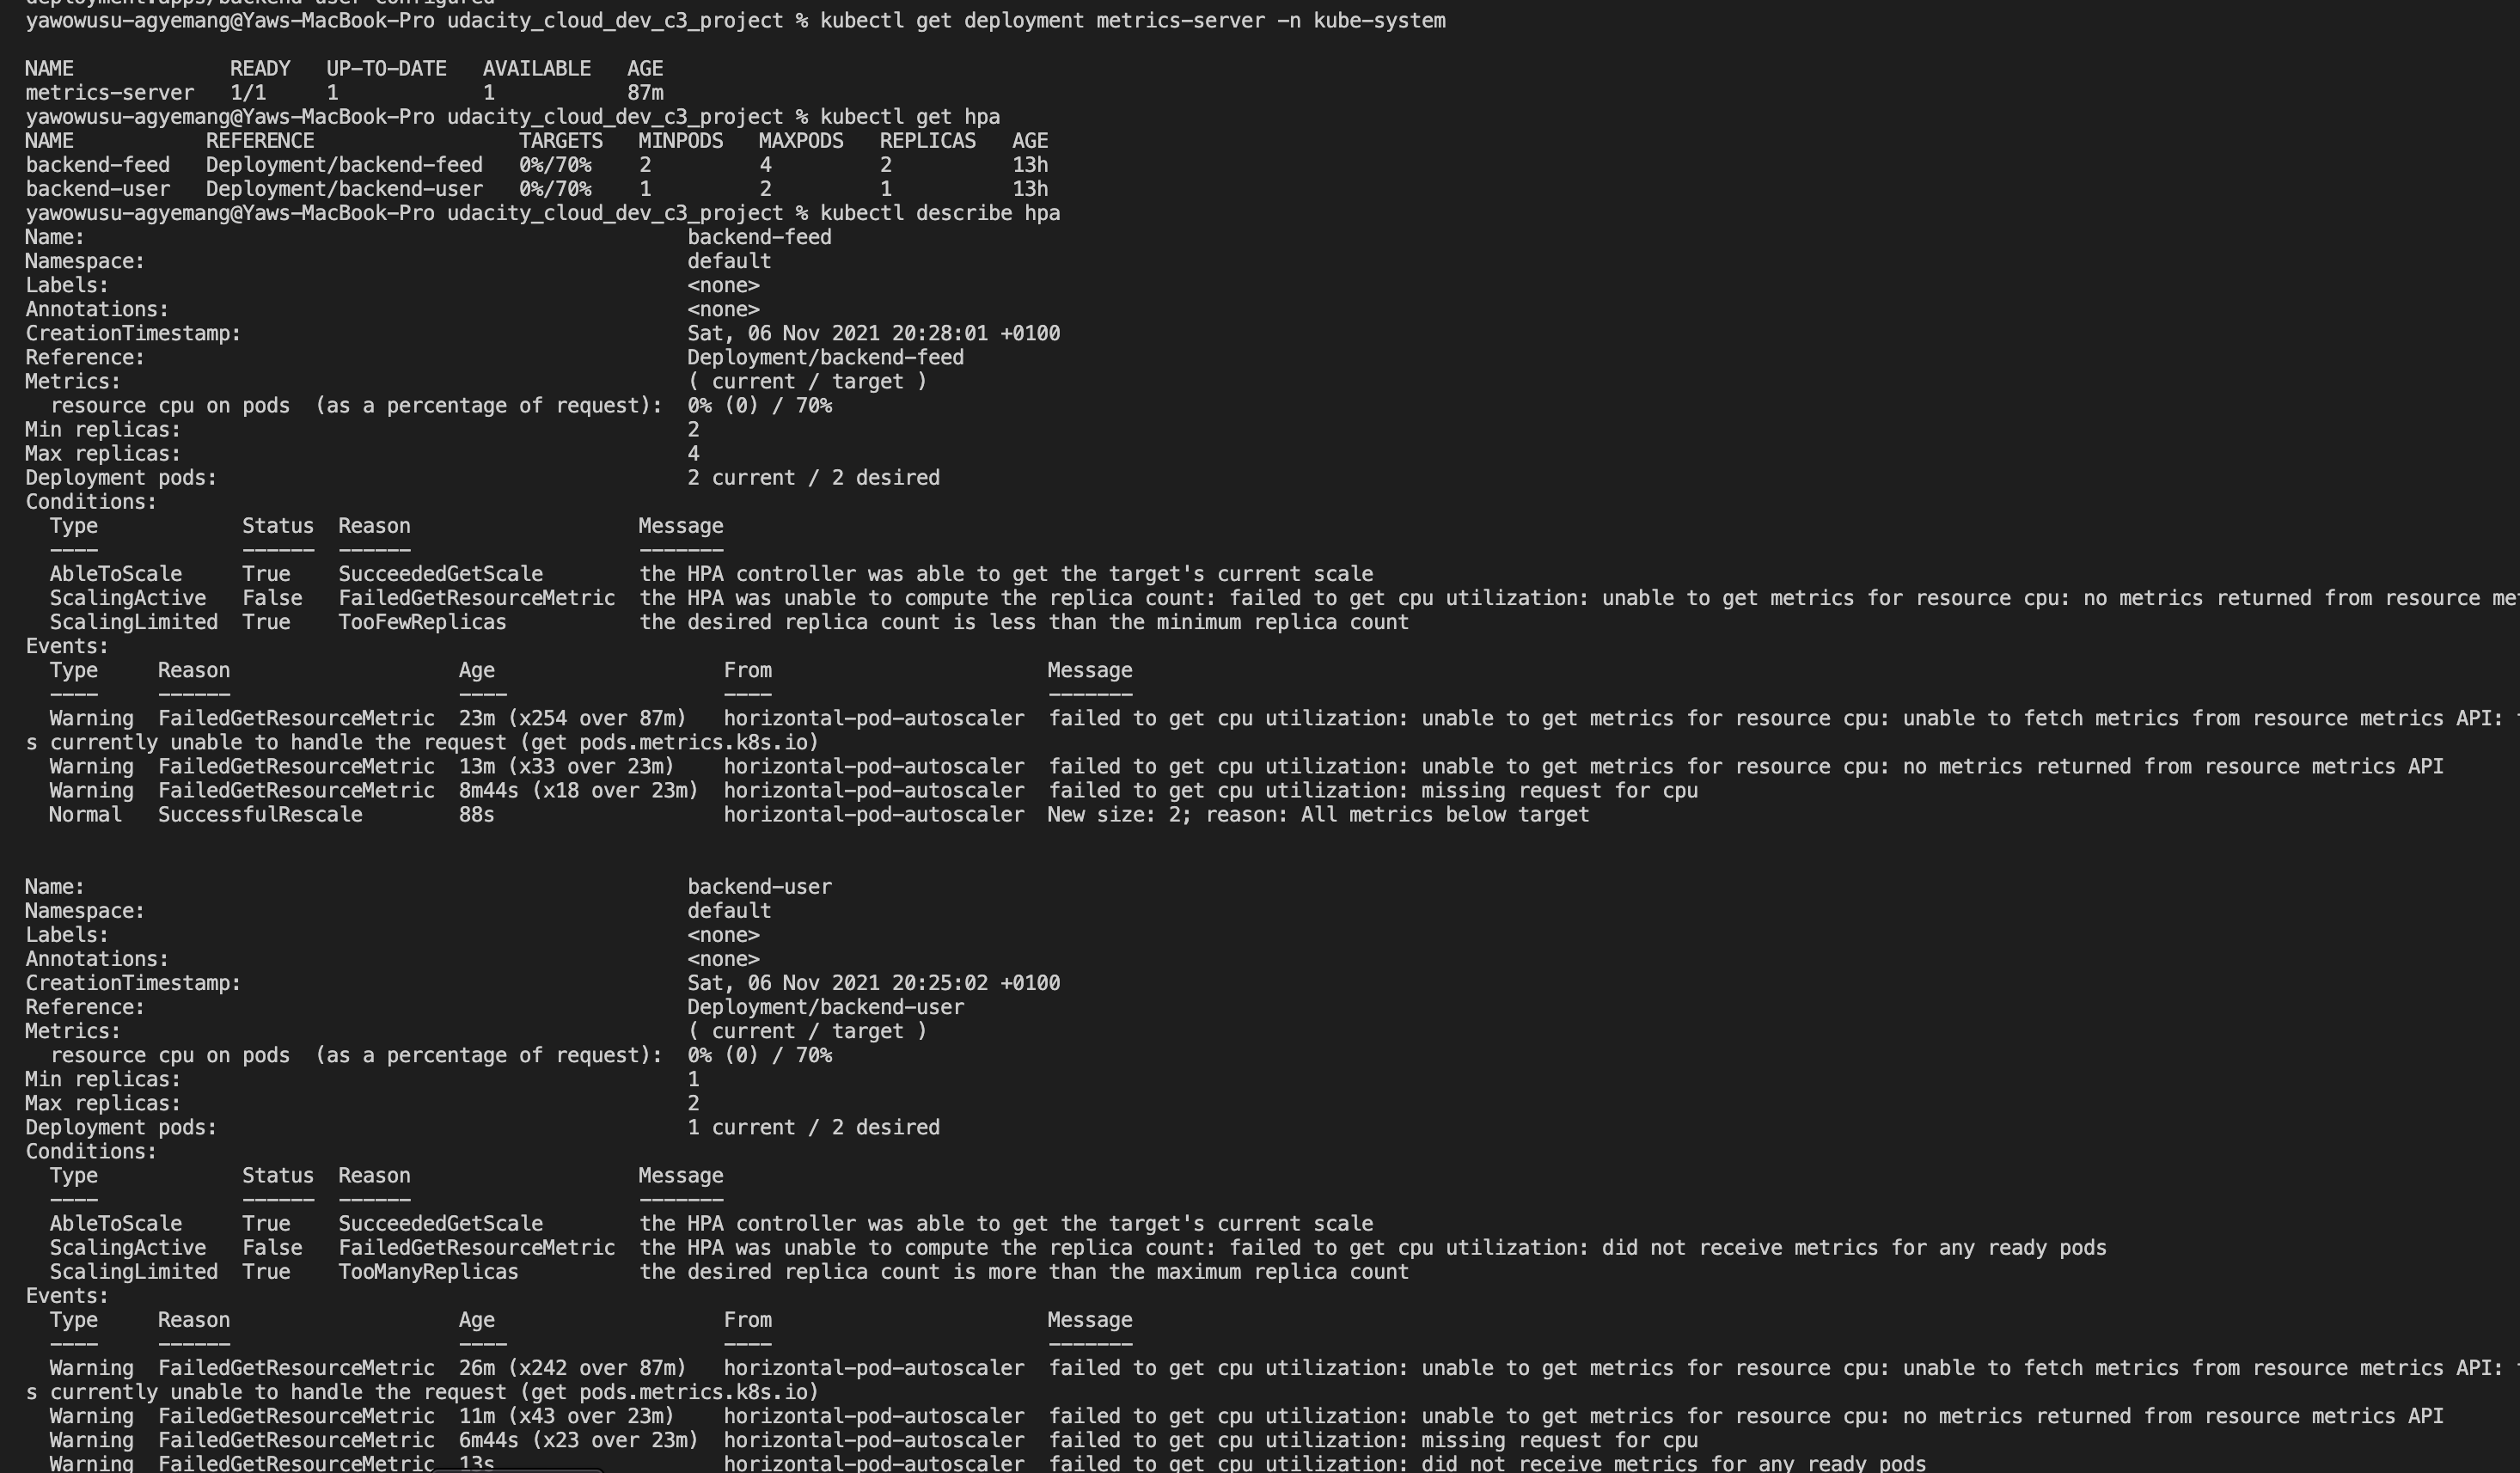 deployment.apps/backend-user configured
yawowusu-agyemang@Yaws-MacBook-Pro udacity_cloud_dev_c3_project % kubectl get deployment metrics-server -n kube-system
NAME             READY   UP-TO-DATE   AVAILABLE   AGE
metrics-server   1/1     1            1           87m
yawowusu-agyemang@Yaws-MacBook-Pro udacity_cloud_dev_c3_project % kubectl get hpa
NAME           REFERENCE                 TARGETS   MINPODS   MAXPODS   REPLICAS   AGE
backend-feed   Deployment/backend-feed   0%/70%    2         4         2          13h
backend-user   Deployment/backend-user   0%/70%    1         2         1          13h
yawowusu-agyemang@Yaws-MacBook-Pro udacity_cloud_dev_c3_project % kubectl describe hpa
Name:                                                  backend-feed
Namespace:                                             default
Labels:                                                <none>
Annotations:                                           <none>
CreationTimestamp:                                     Sat, 06 Nov 2021 20:28:01 +0100
Reference:                                             Deployment/backend-feed
Metrics:                                               ( current / target )
  resource cpu on pods  (as a percentage of request):  0% (0) / 70%
Min replicas:                                          2
Max replicas:                                          4
Deployment pods:                                       2 current / 2 desired
Conditions:
  Type            Status  Reason                   Message
  ----            ------  ------                   -------
  AbleToScale     True    SucceededGetScale        the HPA controller was able to get the target's current scale
  ScalingActive   False   FailedGetResourceMetric  the HPA was unable to compute the replica count: failed to get cpu utilization: unable to get metrics for resource cpu: no metrics returned from resource me
  ScalingLimited  True    TooFewReplicas           the desired replica count is less than the minimum replica count
Events:
  Type     Reason                   Age                   From                       Message
  ----     ------                   ----                  ----                       -------
  Warning  FailedGetResourceMetric  23m (x254 over 87m)   horizontal-pod-autoscaler  failed to get cpu utilization: unable to get metrics for resource cpu: unable to fetch metrics from resource metrics API:
s currently unable to handle the request (get pods.metrics.k8s.io)
  Warning  FailedGetResourceMetric  13m (x33 over 23m)    horizontal-pod-autoscaler  failed to get cpu utilization: unable to get metrics for resource cpu: no metrics returned from resource metrics API
  Warning  FailedGetResourceMetric  8m44s (x18 over 23m)  horizontal-pod-autoscaler  failed to get cpu utilization: missing request for cpu
  Normal   SuccessfulRescale        88s                   horizontal-pod-autoscaler  New size: 2; reason: All metrics below target
Name:                                                  backend-user
Namespace:                                             default
Labels:                                                <none>
Annotations:                                           <none>
CreationTimestamp:                                     Sat, 06 Nov 2021 20:25:02 +0100
Reference:                                             Deployment/backend-user
Metrics:                                               ( current / target )
  resource cpu on pods  (as a percentage of request):  0% (0) / 70%
Min replicas:                                          1
Max replicas:                                          2
Deployment pods:                                       1 current / 2 desired
Conditions:
  Type            Status  Reason                   Message
  ----            ------  ------                   -------
  AbleToScale     True    SucceededGetScale        the HPA controller was able to get the target's current scale
  ScalingActive   False   FailedGetResourceMetric  the HPA was unable to compute the replica count: failed to get cpu utilization: did not receive metrics for any ready pods
  ScalingLimited  True    TooManyReplicas          the desired replica count is more than the maximum replica count
Events:
  Type     Reason                   Age                   From                       Message
  ----     ------                   ----                  ----                       -------
  Warning  FailedGetResourceMetric  26m (x242 over 87m)   horizontal-pod-autoscaler  failed to get cpu utilization: unable to get metrics for resource cpu: unable to fetch metrics from resource metrics API:
s currently unable to handle the request (get pods.metrics.k8s.io)
  Warning  FailedGetResourceMetric  11m (x43 over 23m)    horizontal-pod-autoscaler  failed to get cpu utilization: unable to get metrics for resource cpu: no metrics returned from resource metrics API
  Warning  FailedGetResourceMetric  6m44s (x23 over 23m)  horizontal-pod-autoscaler  failed to get cpu utilization: missing request for cpu
  Warning  FailedGetResourceMetric  13s                   horizontal-pod-autoscaler  failed to get cpu utilization: did not receive metrics for any ready pods